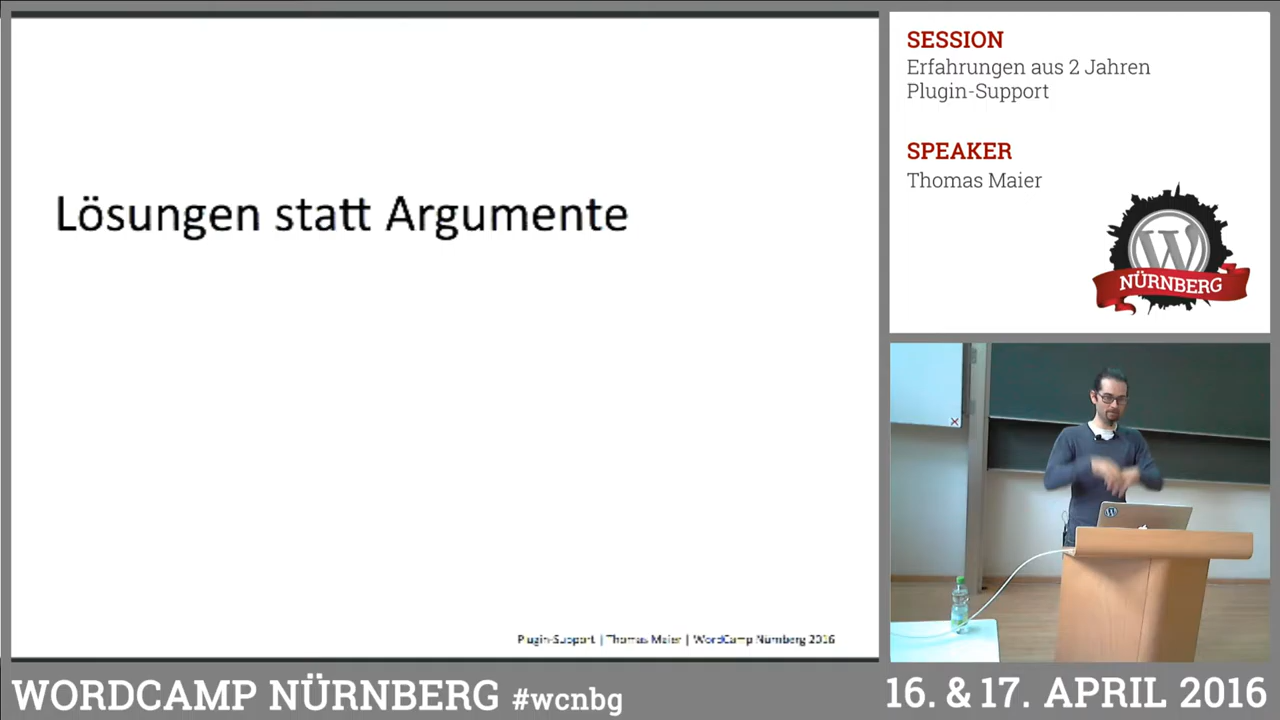 Lösungen statt Argumente
Plugin-Support | Thomas Maier | WordCamp Nürnberg 2016
SESSION
Erfahrungen aus 2 Jahren
Plugin-Support
SPEAKER
Thomas Maier
NÜRNBERG
WORDCAMP NÜRNBERG #wcnbg
16. & 17. APRIL 2016